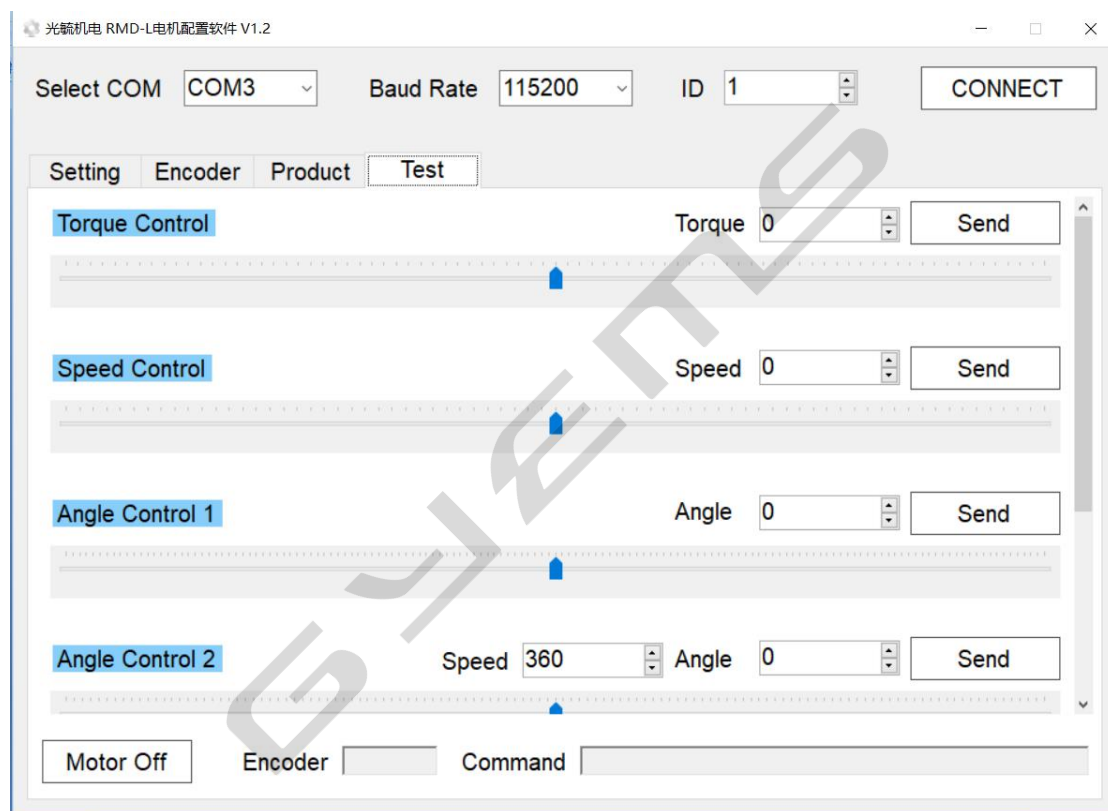 光毓机电 RMD-L电机配置软件 V1.2
Select COM COM3 Baud Rate 115200 ID 1 CONNECT
Setting Encoder Product Test
Torque Control Torque 0 Send
Speed Control Speed 0 Send
Angle Control 1 Angle 0 Send
Angle Control 2 Speed 360 Angle 0 Send
Motor Off Encoder Command
GYEMS